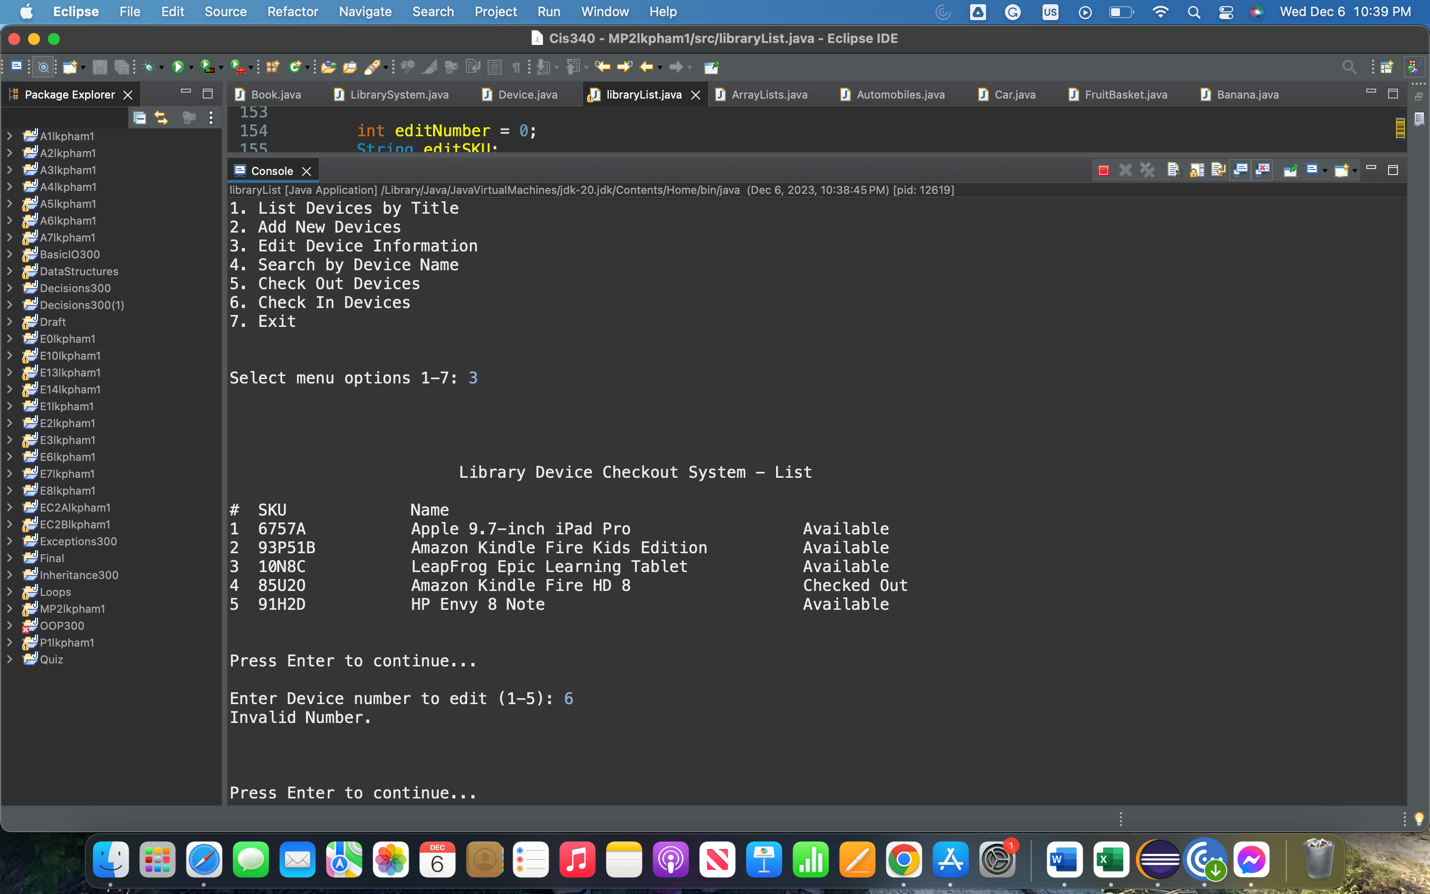 Eclipse File Edit Source Refactor Navigate Search Project Run Window Help US Wed Dec 6 10:39 PM
Cis340 - MP2lkpham1/src/libraryList.java - Eclipse IDE
Package Explorer
Book.java LibrarySystem.java Device.java libraryList.java ArrayLists.java Automobiles.java Car.java FruitBasket.java Banana.java
153
154 int editNumber = 0;
155 String editSKU;
Console
libraryList [Java Application] /Library/Java/JavaVirtualMachines/jdk-20.jdk/Contents/Home/bin/java (Dec 6, 2023, 10:38:45 PM) [pid: 12619]
A1lkpham1
A2lkpham1
A3lkpham1
A4lkpham1
A5lkpham1
A6lkpham1
A7lkpham1
BasicIO300
DataStructures
Decisions300
Decisions300(1)
Draft
E0lkpham1
E10lkpham1
E13lkpham1
E14lkpham1
E1lkpham1
E2lkpham1
E3lkpham1
E6lkpham1
E7lkpham1
E8lkpham1
EC2Alkpham1
EC2Blkpham1
Exceptions300
Final
Inheritance300
Loops
MP2lkpham1
OOP300
P1lkpham1
Quiz
1. List Devices by Title
2. Add New Devices
3. Edit Device Information
4. Search by Device Name
5. Check Out Devices
6. Check In Devices
7. Exit
Select menu options 1-7: 3
Library Device Checkout System - List
# SKU Name
1 6757A Apple 9.7-inch iPad Pro Available
2 93P51B Amazon Kindle Fire Kids Edition Available
3 10N8C LeapFrog Epic Learning Tablet Available
4 85U2O Amazon Kindle Fire HD 8 Checked Out
5 91H2D HP Envy 8 Note Available
Press Enter to continue...
Enter Device number to edit (1-5): 6
Invalid Number.
Press Enter to continue...
DEC
6
1